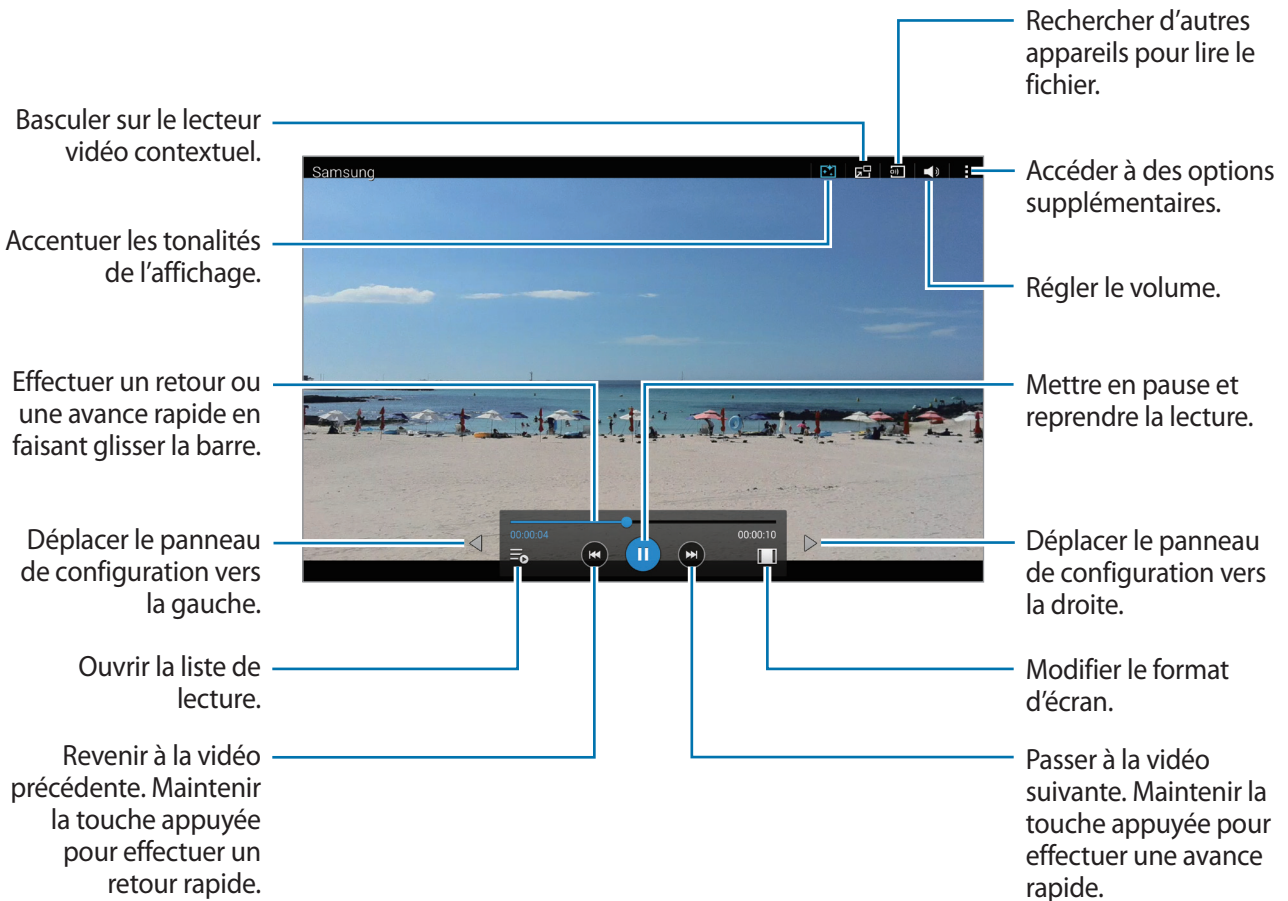 Rechercher d’autres
appareils pour lire le
fichier.
Basculer sur le lecteur
vidéo contextuel.
Samsung
Accéder à des options
supplémentaires.
Accentuer les tonalités
de l’affichage.
Régler le volume.
Effectuer un retour ou
une avance rapide en
faisant glisser la barre.
Mettre en pause et
reprendre la lecture.
00:00:04
00:00:10
Déplacer le panneau
de configuration vers
la gauche.
Déplacer le panneau
de configuration vers
la droite.
Ouvrir la liste de
lecture.
Modifier le format
d’écran.
Revenir à la vidéo
précédente. Maintenir
la touche appuyée
pour effectuer un
retour rapide.
Passer à la vidéo
suivante. Maintenir la
touche appuyée pour
effectuer une avance
rapide.